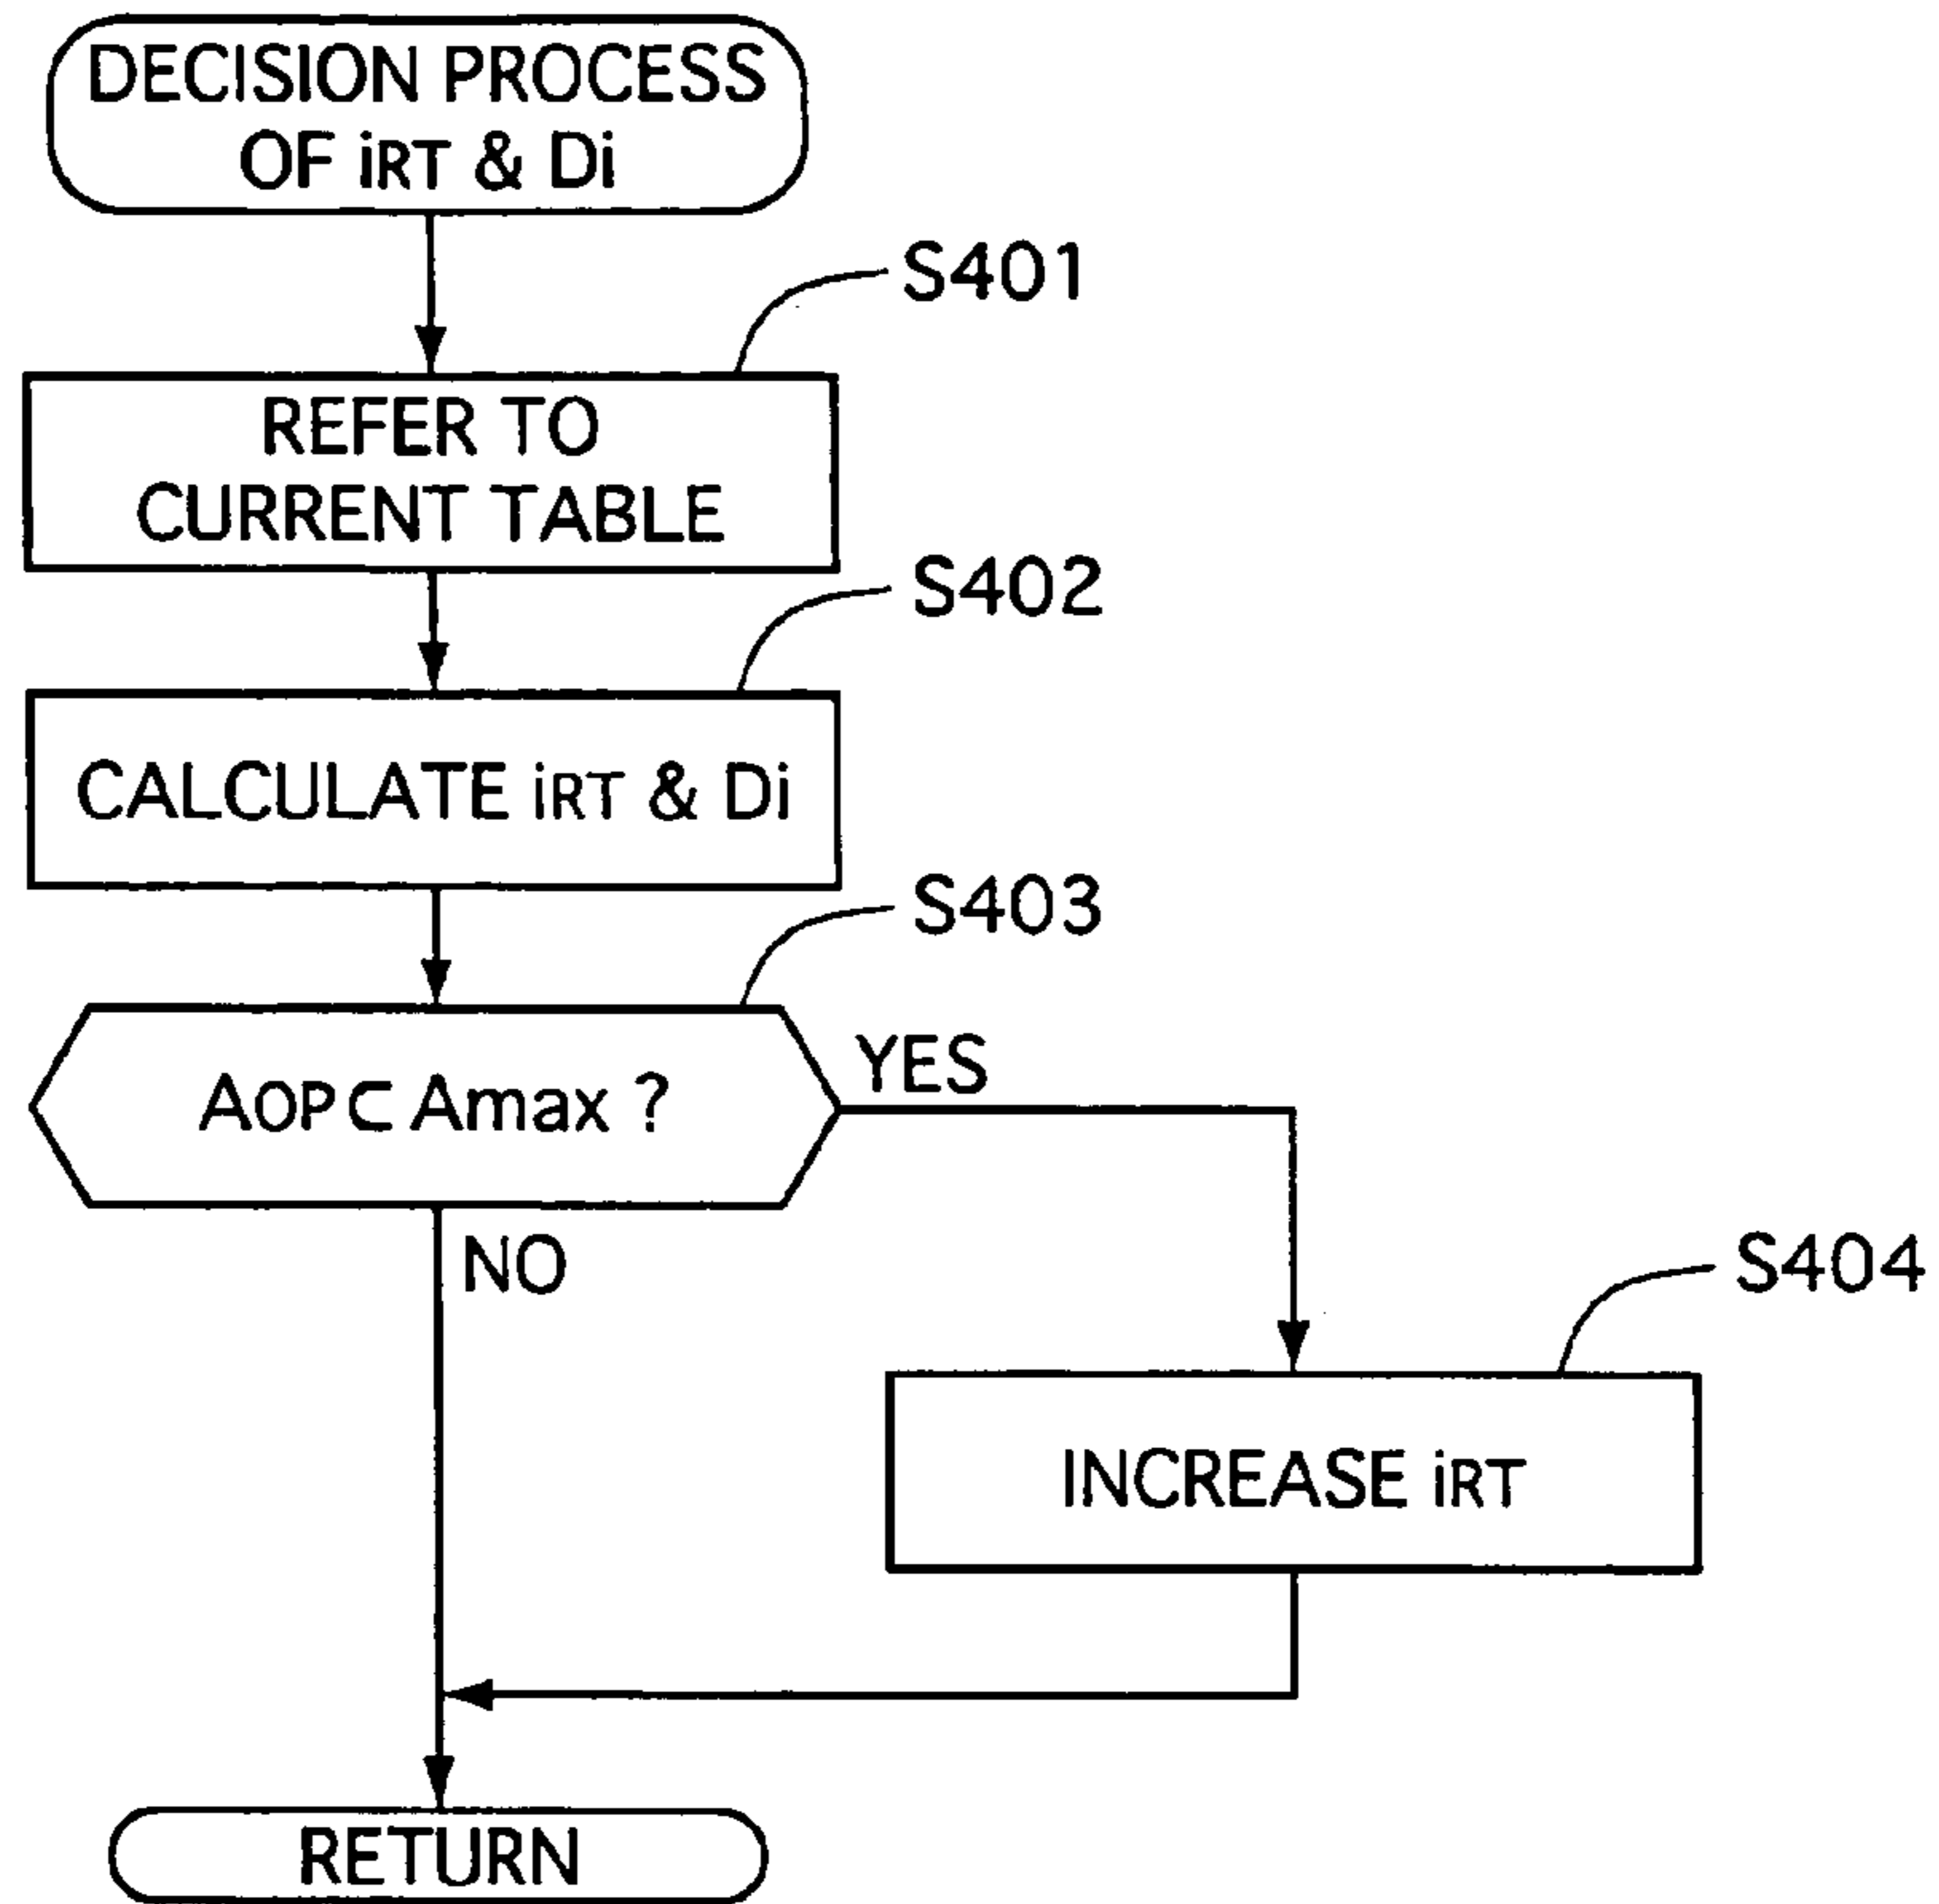 DECISION PROCESS
OF iRT & Di
S401
REFER TO
CURRENT TABLE
S402
CALCULATE iRT & Di
S403
AOP ⊂ Amax ?
YES
NO
S404
INCREASE iRT
RETURN